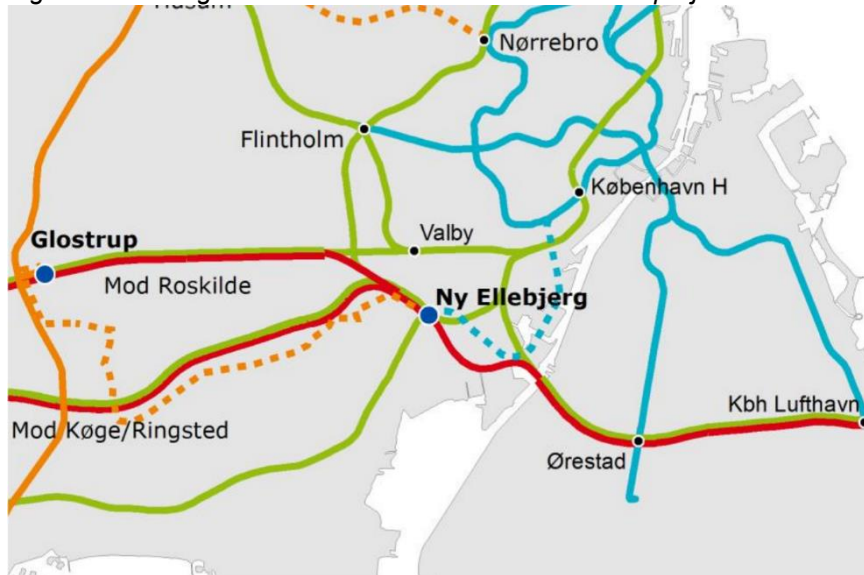 Nørrebro
Flintholm
København H
Valby
Glostrup
Mod Roskilde
Ny Ellebjerg
Kbh Lufthavn
Mod Køge/Ringsted
Ørestad